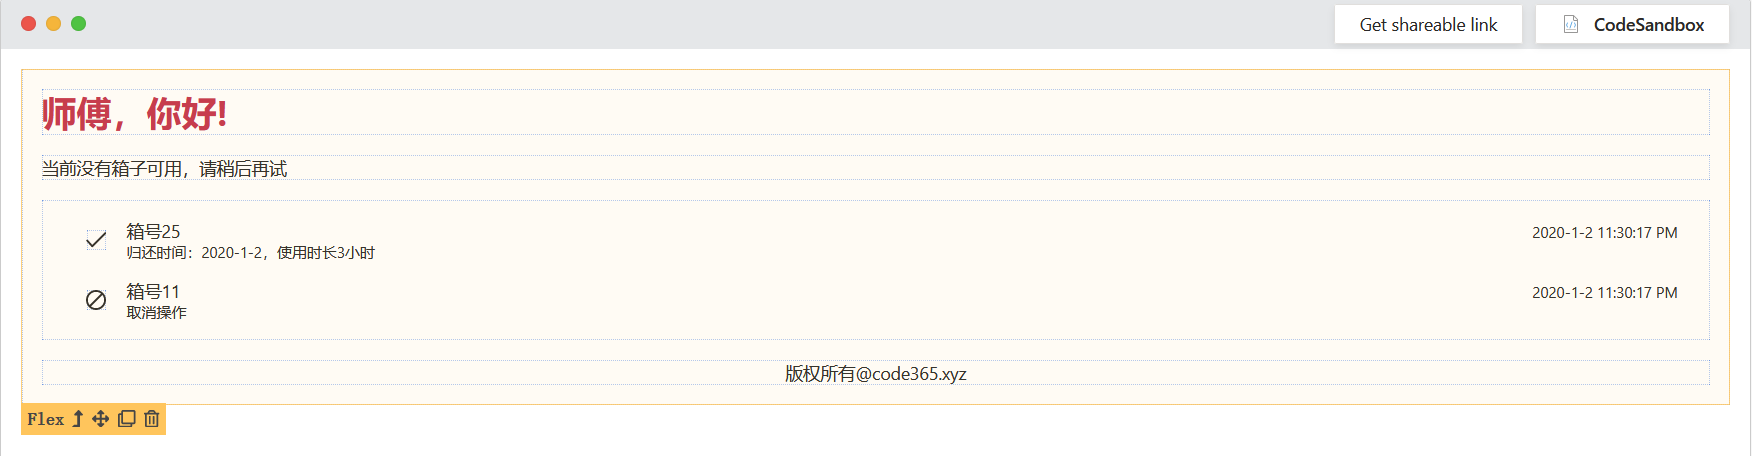 Get shareable link
CodeSandbox
师傅，你好!
当前没有箱子可用，请稍后再试
箱号25
2020-1-2 11:30:17 PM
归还时间：2020-1-2，使用时长3小时
箱号11
2020-1-2 11:30:17 PM
取消操作
版权所有@code365.xyz
Flex